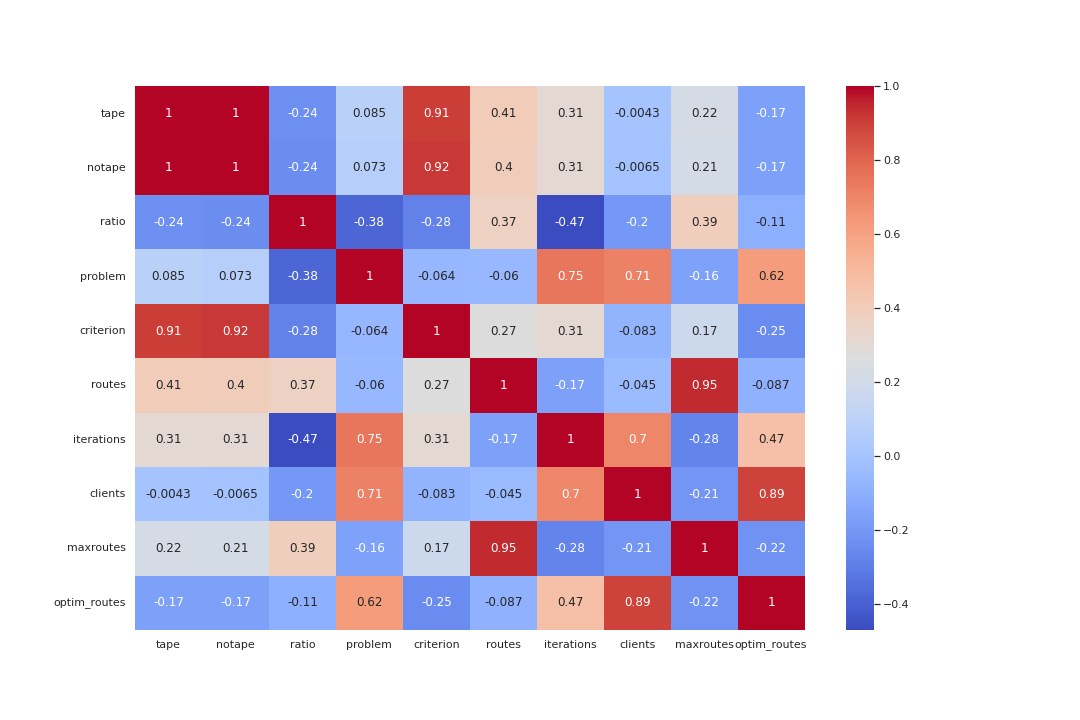 tape 1 1 -0.24 0.085 0.91 0.41 0.31 -0.0043 0.22 -0.17
notape 1 1 -0.24 0.073 0.92 0.4 0.31 -0.0065 0.21 -0.17
ratio -0.24 -0.24 1 -0.38 -0.28 0.37 -0.47 -0.2 0.39 -0.11
problem 0.085 0.073 -0.38 1 -0.064 -0.06 0.75 0.71 -0.16 0.62
criterion 0.91 0.92 -0.28 -0.064 1 0.27 0.31 -0.083 0.17 -0.25
routes 0.41 0.4 0.37 -0.06 0.27 1 -0.17 -0.045 0.95 -0.087
iterations 0.31 0.31 -0.47 0.75 0.31 -0.17 1 0.7 -0.28 0.47
clients -0.0043 -0.0065 -0.2 0.71 -0.083 -0.045 0.7 1 -0.21 0.89
maxroutes 0.22 0.21 0.39 -0.16 0.17 0.95 -0.28 -0.21 1 -0.22
optim_routes -0.17 -0.17 -0.11 0.62 -0.25 -0.087 0.47 0.89 -0.22 1
tape notape ratio problem criterion routes iterations clients maxroutes optim_routes
1.0
0.8
0.6
0.4
0.2
0.0
−0.2
−0.4